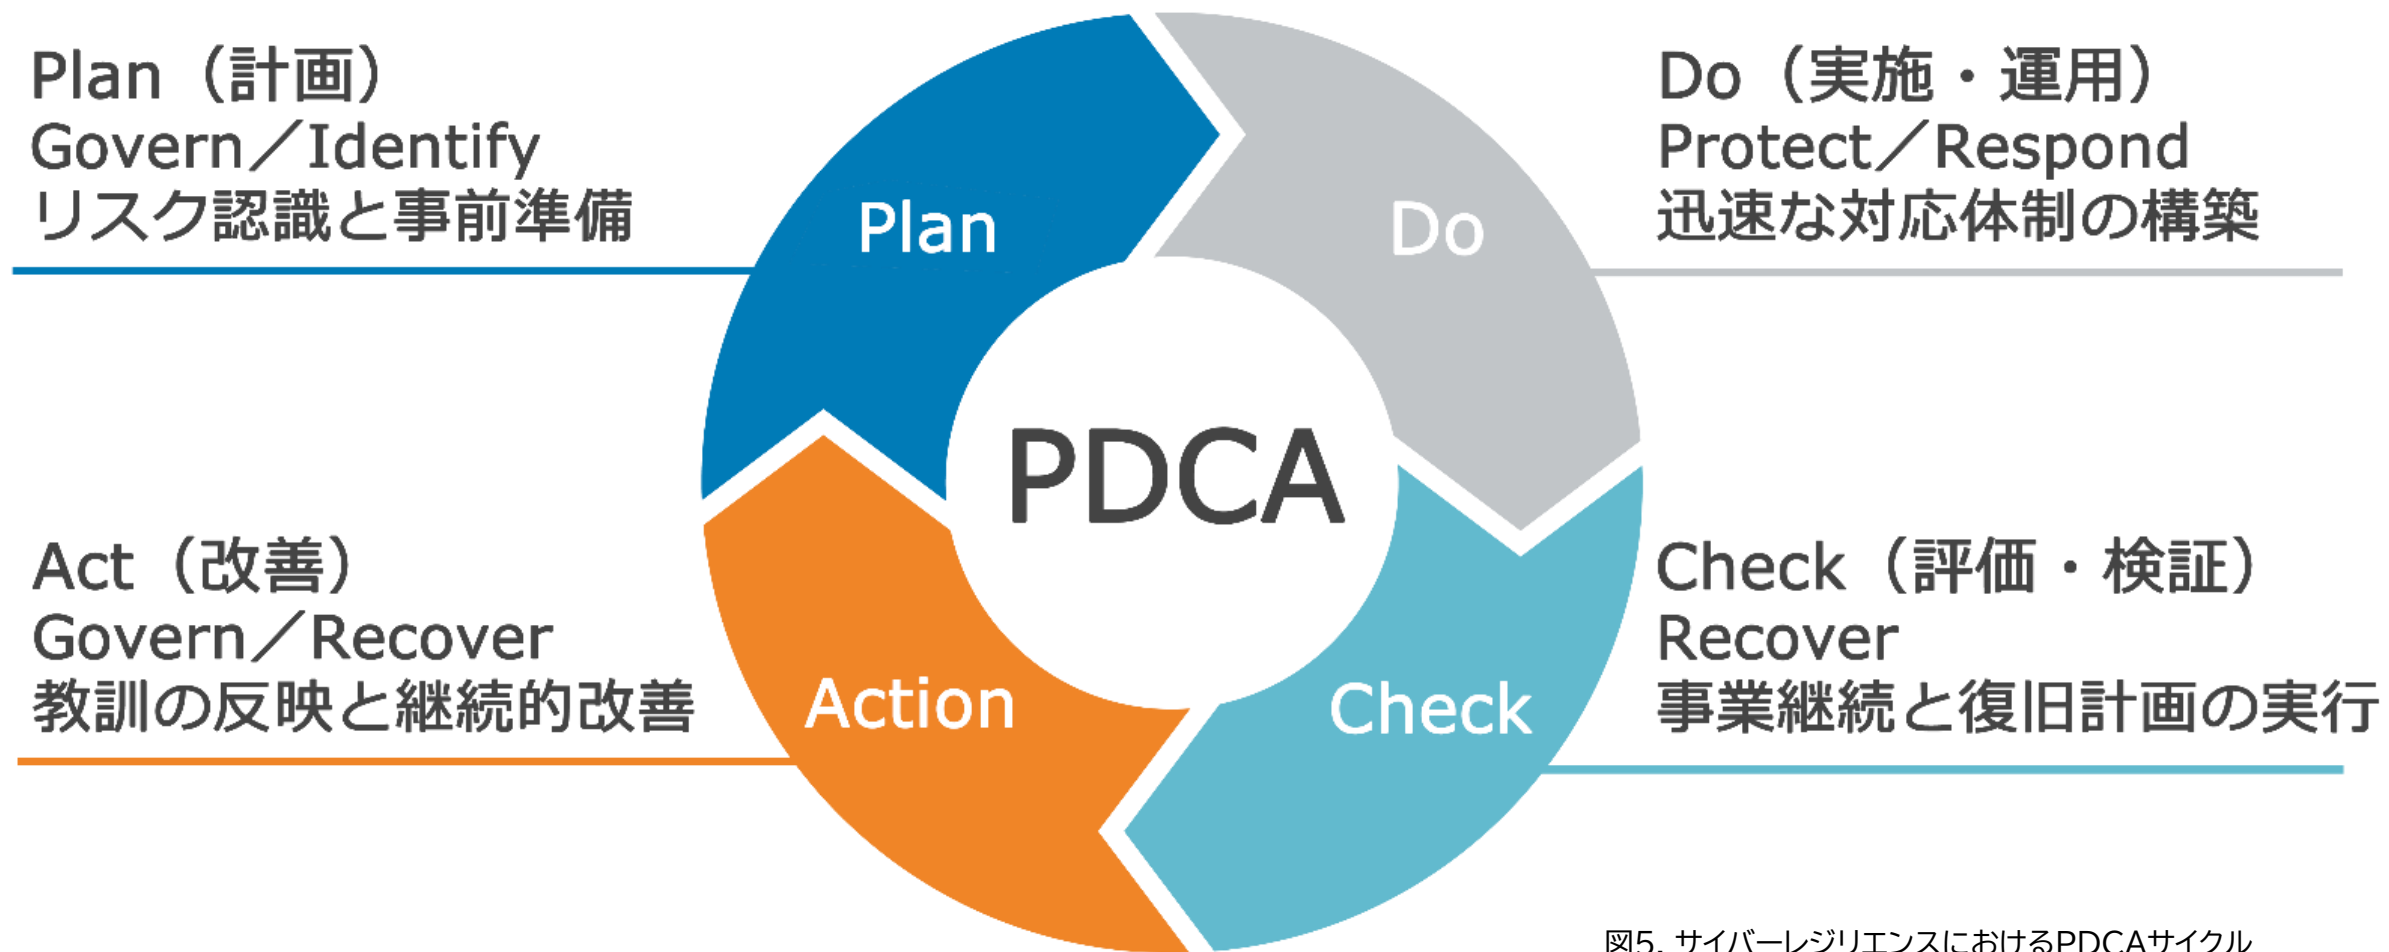 Plan（計画）
Govern／Identify
リスク認識と事前準備
Do（実施・運用）
Protect／Respond
迅速な対応体制の構築
Plan
Do
PDCA
Act（改善）
Govern／Recover
教訓の反映と継続的改善
Check（評価・検証）
Recover
事業継続と復旧計画の実行
Action
Check
図5. サイバーレジリエンスにおけるPDCAサイクル